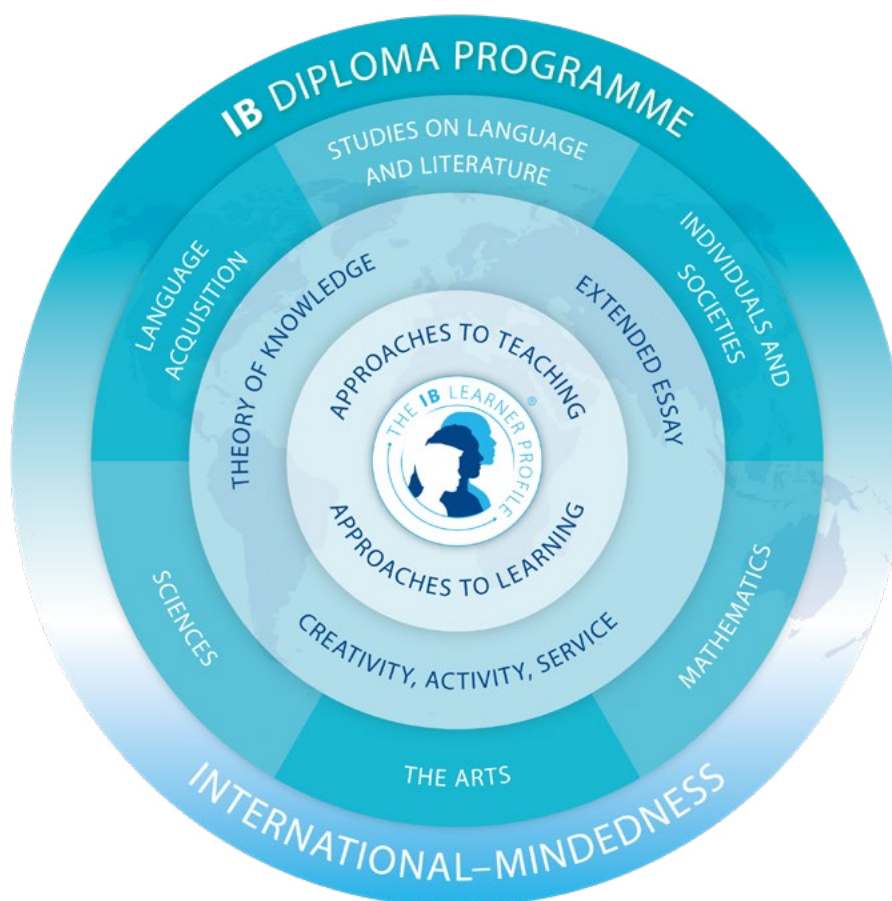 IB DIPLOMA PROGRAMME
STUDIES ON LANGUAGE
AND LITERATURE
LANGUAGE
ACQUISITION
INDIVIDUALS AND
SOCIETIES
THEORY OF KNOWLEDGE
EXTENDED ESSAY
APPROACHES TO TEACHING
THE IB LEARNER PROFILE ®
APPROACHES TO LEARNING
CREATIVITY, ACTIVITY, SERVICE
SCIENCES
MATHEMATICS
THE ARTS
INTERNATIONAL–MINDEDNESS